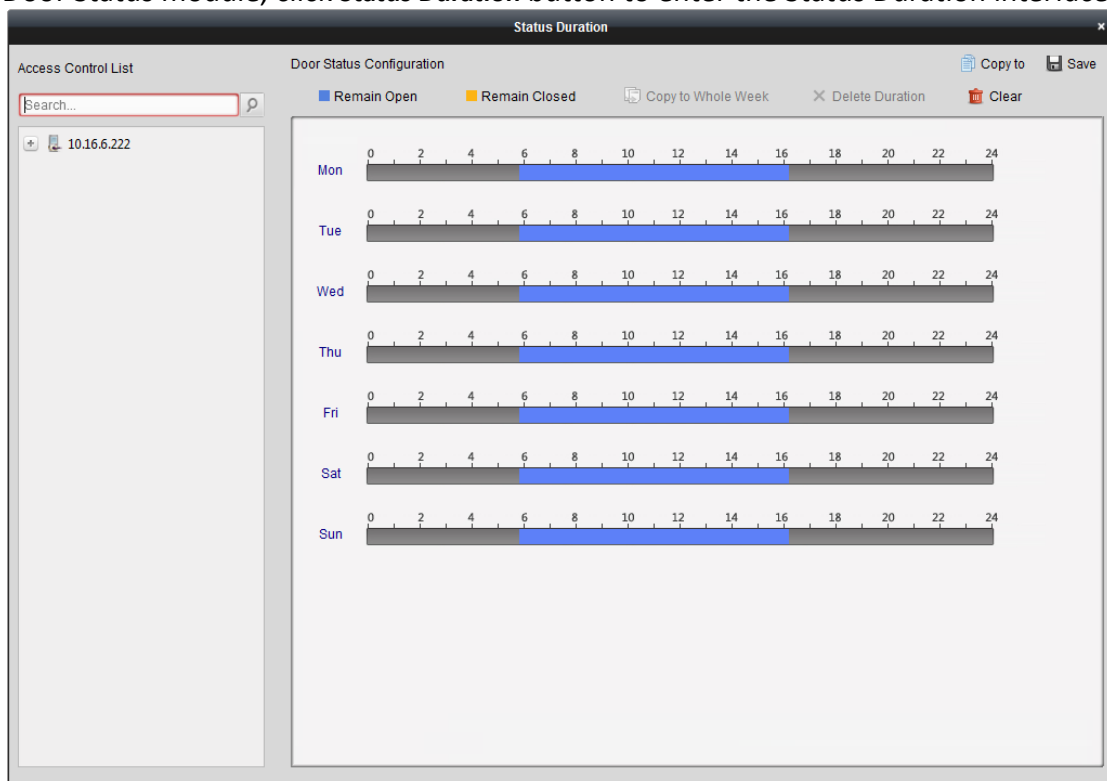 Door Status module, click Status Duration button to enter the Status Duration interface
Status Duration ×
Access Control List
Door Status Configuration Copy to Save
Search...
Remain Open Remain Closed Copy to Whole Week Delete Duration Clear
10.16.6.222
0 2 4 6 8 10 12 14 16 18 20 22 24
Mon
0 2 4 6 8 10 12 14 16 18 20 22 24
Tue
0 2 4 6 8 10 12 14 16 18 20 22 24
Wed
0 2 4 6 8 10 12 14 16 18 20 22 24
Thu
0 2 4 6 8 10 12 14 16 18 20 22 24
Fri
0 2 4 6 8 10 12 14 16 18 20 22 24
Sat
0 2 4 6 8 10 12 14 16 18 20 22 24
Sun